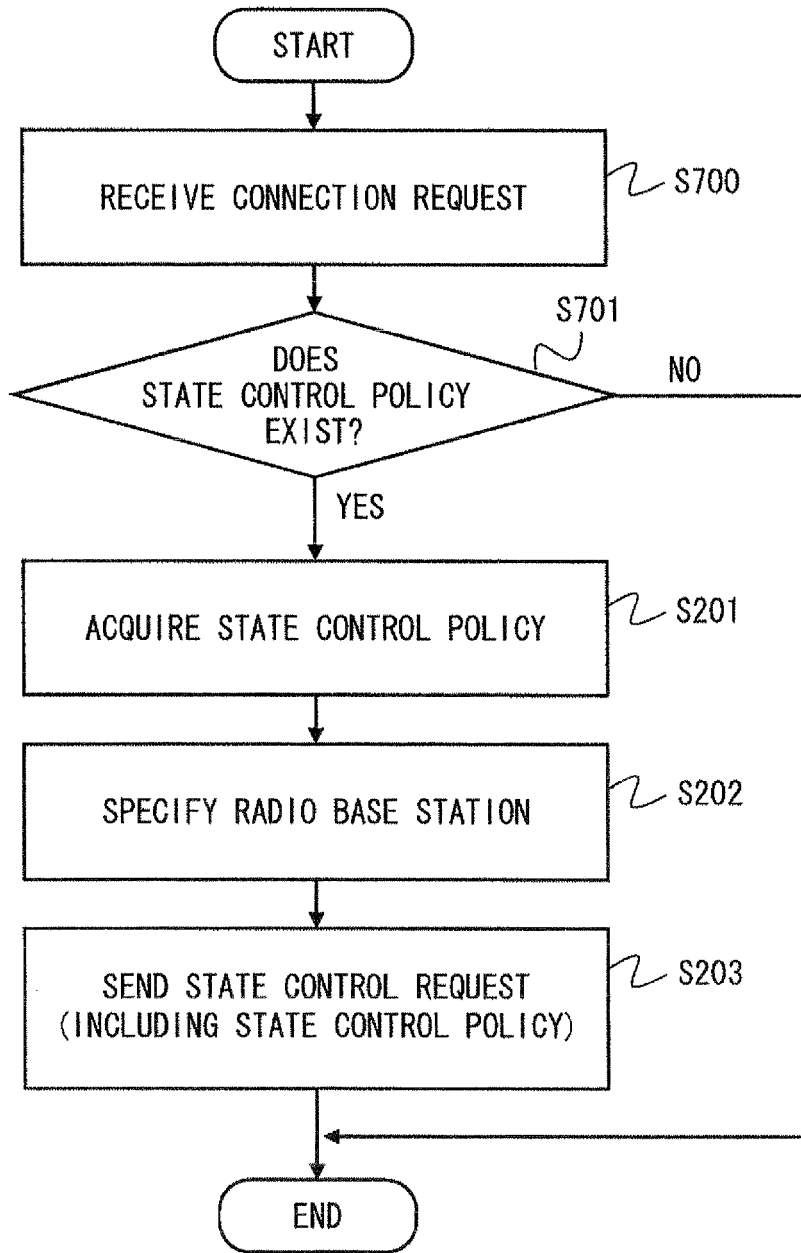 START
RECEIVE CONNECTION REQUEST
S700
S701
DOES
STATE CONTROL POLICY
EXIST?
NO
YES
ACQUIRE STATE CONTROL POLICY
S201
SPECIFY RADIO BASE STATION
S202
SEND STATE CONTROL REQUEST
(INCLUDING STATE CONTROL POLICY)
S203
END